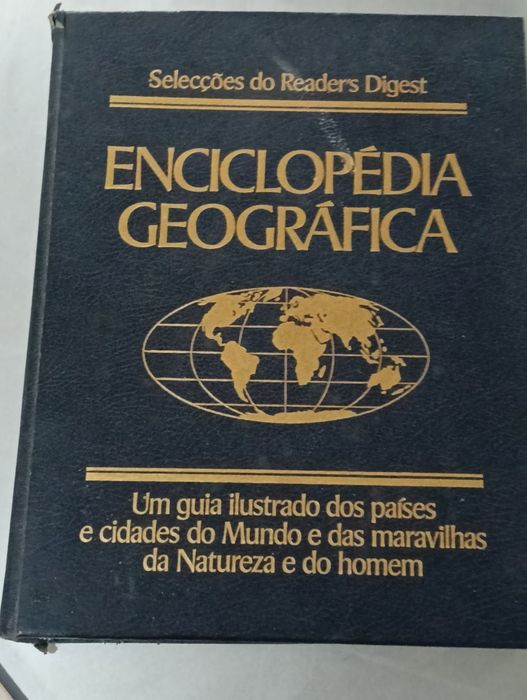 Selecções do Reader's Digest
ENCICLOPÉDIA
GEOGRÁFICA
Um guia ilustrado dos países
e cidades do Mundo e das maravilhas
da Natureza e do homem